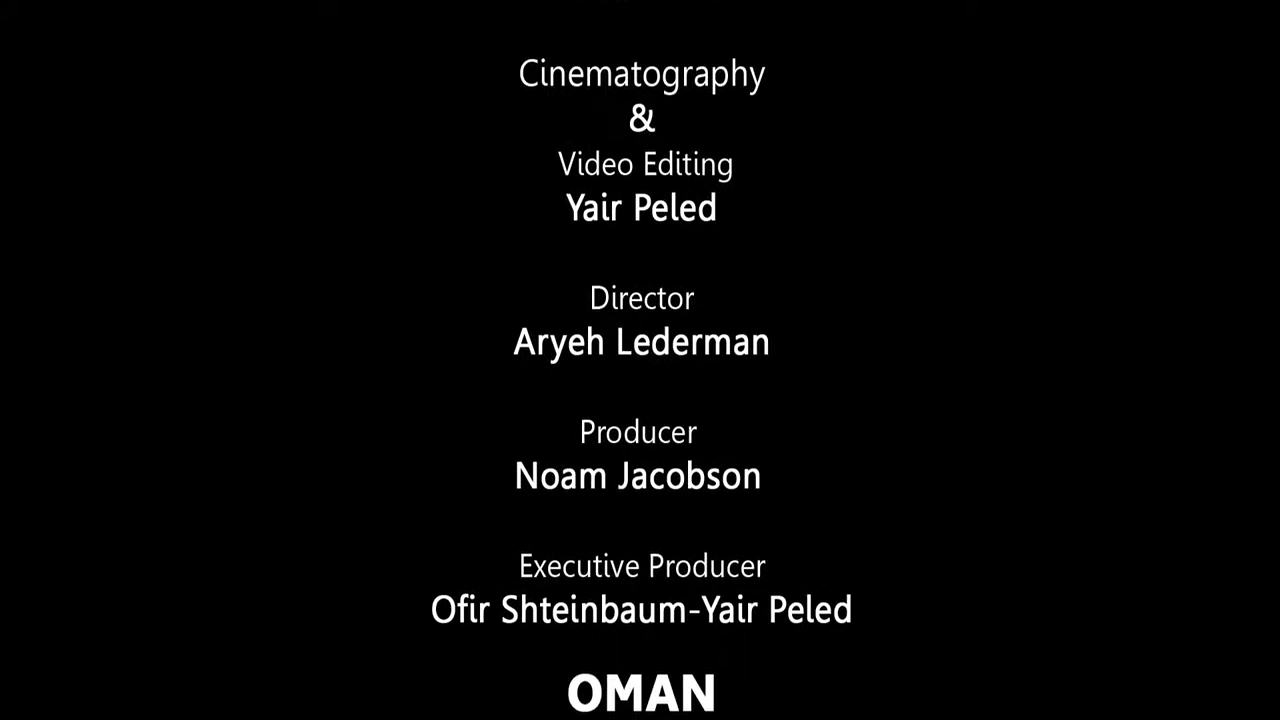 Cinematography
&
Video Editing
Yair Peled
Director
Aryeh Lederman
Producer
Noam Jacobson
Executive Producer
Ofir Shteinbaum-Yair Peled
OMAN